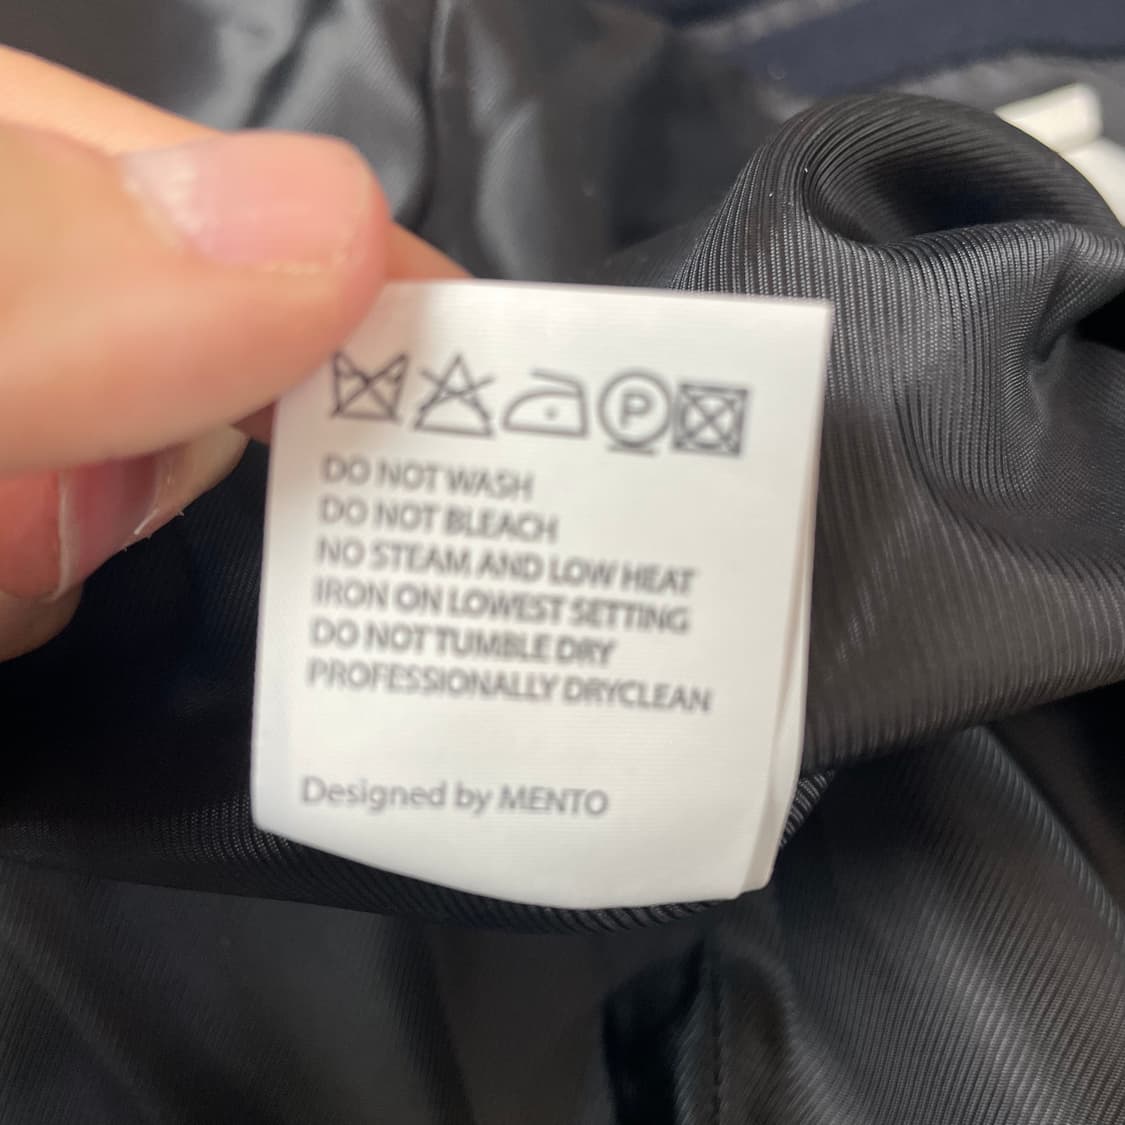 P
DO NOT WASH
DO NOT BLEACH
NO STEAM AND LOW HEAT
IRON ON LOWEST SETTING
DO NOT TUMBLE DRY
PROFESSIONALLY DRYCLEAN
Designed by MENTO